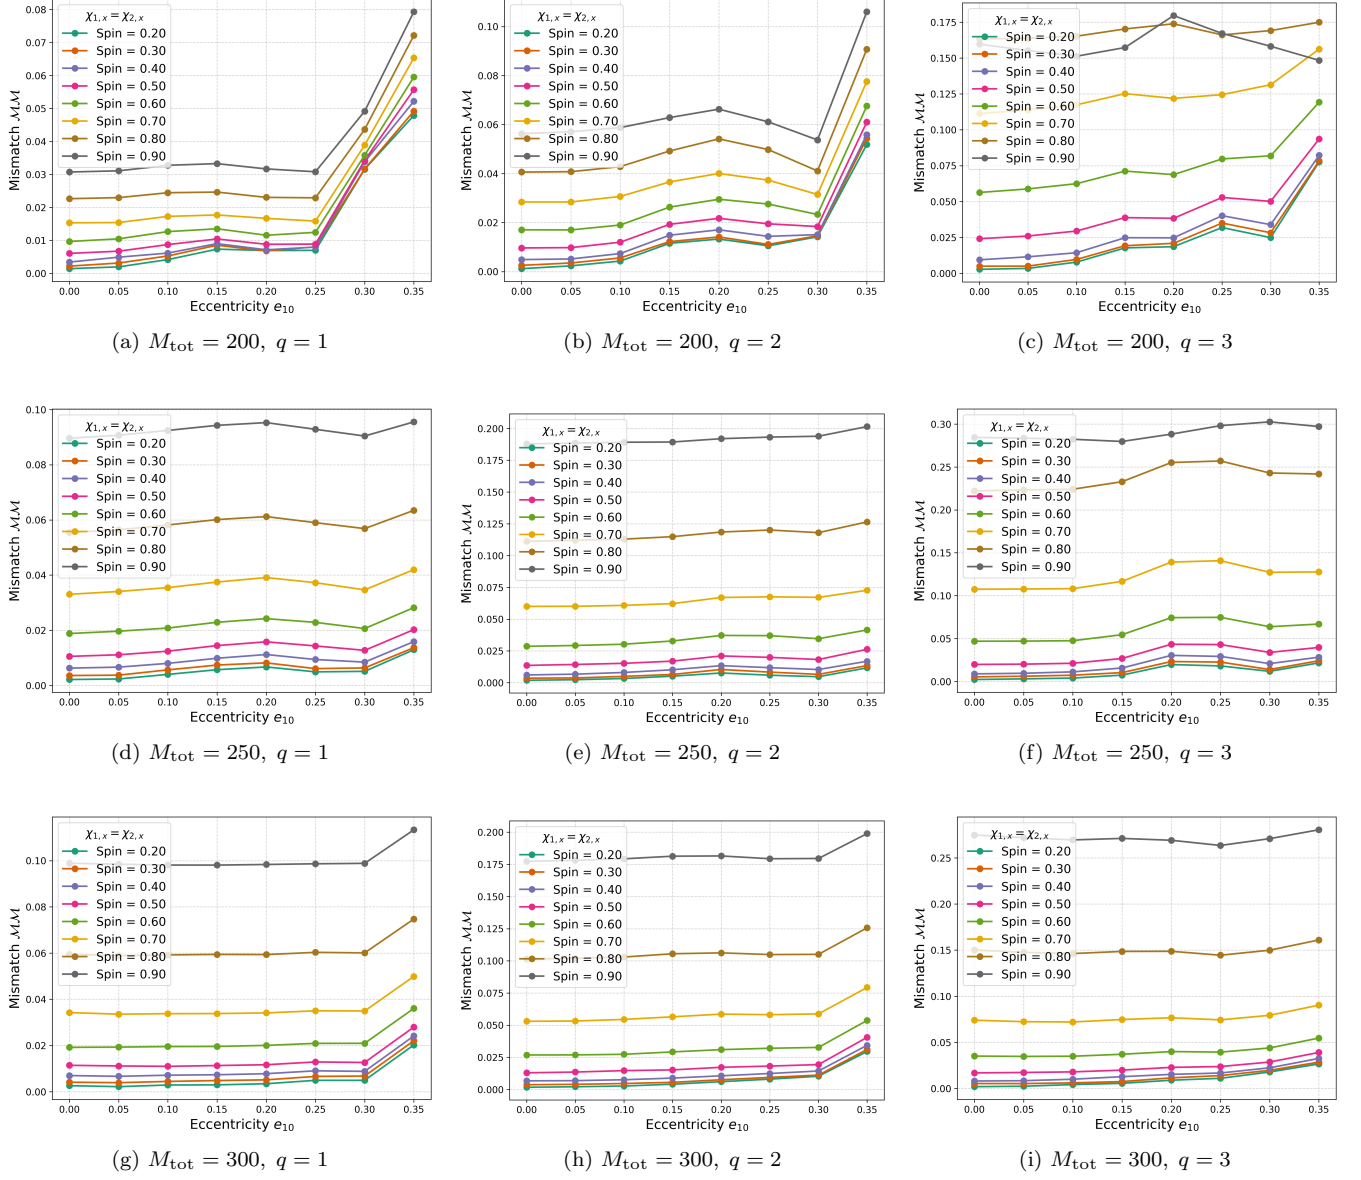 0.08
0.07
0.06
0.05
0.04
0.03
0.02
0.01
0.00
Mismatch ℳℳ
χ1,x = χ2,x
Spin = 0.20
Spin = 0.30
Spin = 0.40
Spin = 0.50
Spin = 0.60
Spin = 0.70
Spin = 0.80
Spin = 0.90
0.00 0.05 0.10 0.15 0.20 0.25 0.30 0.35
Eccentricity e10
(a) Mtot = 200, q = 1
0.10
0.08
0.06
0.04
0.02
0.00
Mismatch ℳℳ
χ1,x = χ2,x
Spin = 0.20
Spin = 0.30
Spin = 0.40
Spin = 0.50
Spin = 0.60
Spin = 0.70
Spin = 0.80
Spin = 0.90
0.00 0.05 0.10 0.15 0.20 0.25 0.30 0.35
Eccentricity e10
(b) Mtot = 200, q = 2
0.175
0.150
0.125
0.100
0.075
0.050
0.025
0.000
Mismatch ℳℳ
χ1,x = χ2,x
Spin = 0.20
Spin = 0.30
Spin = 0.40
Spin = 0.50
Spin = 0.60
Spin = 0.70
Spin = 0.80
Spin = 0.90
0.00 0.05 0.10 0.15 0.20 0.25 0.30 0.35
Eccentricity e10
(c) Mtot = 200, q = 3
0.10
0.08
0.06
0.04
0.02
0.00
Mismatch ℳℳ
χ1,x = χ2,x
Spin = 0.20
Spin = 0.30
Spin = 0.40
Spin = 0.50
Spin = 0.60
Spin = 0.70
Spin = 0.80
Spin = 0.90
0.00 0.05 0.10 0.15 0.20 0.25 0.30 0.35
Eccentricity e10
(d) Mtot = 250, q = 1
0.200
0.175
0.150
0.125
0.100
0.075
0.050
0.025
0.000
Mismatch ℳℳ
χ1,x = χ2,x
Spin = 0.20
Spin = 0.30
Spin = 0.40
Spin = 0.50
Spin = 0.60
Spin = 0.70
Spin = 0.80
Spin = 0.90
0.00 0.05 0.10 0.15 0.20 0.25 0.30 0.35
Eccentricity e10
(e) Mtot = 250, q = 2
0.30
0.25
0.20
0.15
0.10
0.05
0.00
Mismatch ℳℳ
χ1,x = χ2,x
Spin = 0.20
Spin = 0.30
Spin = 0.40
Spin = 0.50
Spin = 0.60
Spin = 0.70
Spin = 0.80
Spin = 0.90
0.00 0.05 0.10 0.15 0.20 0.25 0.30 0.35
Eccentricity e10
(f) Mtot = 250, q = 3
0.10
0.08
0.06
0.04
0.02
0.00
Mismatch ℳℳ
χ1,x = χ2,x
Spin = 0.20
Spin = 0.30
Spin = 0.40
Spin = 0.50
Spin = 0.60
Spin = 0.70
Spin = 0.80
Spin = 0.90
0.00 0.05 0.10 0.15 0.20 0.25 0.30 0.35
Eccentricity e10
(g) Mtot = 300, q = 1
0.200
0.175
0.150
0.125
0.100
0.075
0.050
0.025
0.000
Mismatch ℳℳ
χ1,x = χ2,x
Spin = 0.20
Spin = 0.30
Spin = 0.40
Spin = 0.50
Spin = 0.60
Spin = 0.70
Spin = 0.80
Spin = 0.90
0.00 0.05 0.10 0.15 0.20 0.25 0.30 0.35
Eccentricity e10
(h) Mtot = 300, q = 2
0.25
0.20
0.15
0.10
0.05
0.00
Mismatch ℳℳ
χ1,x = χ2,x
Spin = 0.20
Spin = 0.30
Spin = 0.40
Spin = 0.50
Spin = 0.60
Spin = 0.70
Spin = 0.80
Spin = 0.90
0.00 0.05 0.10 0.15 0.20 0.25 0.30 0.35
Eccentricity e10
(i) Mtot = 300, q = 3